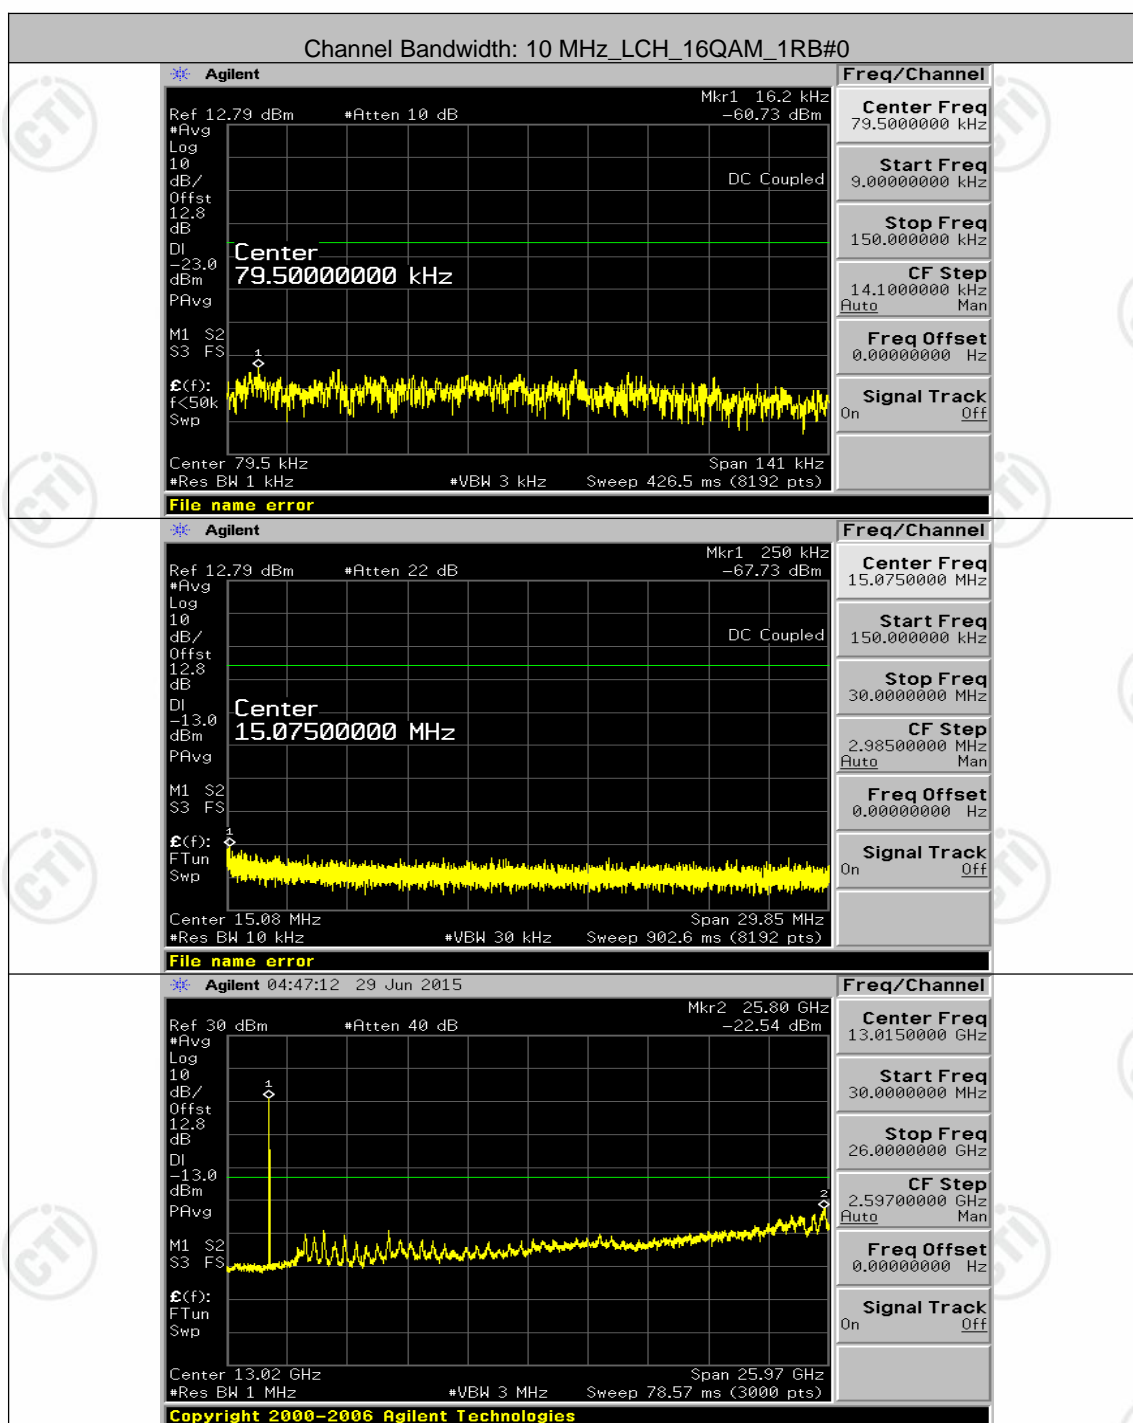 Channel Bandwidth: 10 MHz_LCH_16QAM_1RB#0
Agilent
Freq/Channel
Mkr1 16.2 kHz
Ref 12.79 dBm #Atten 10 dB -60.73 dBm
#Avg
Log
10
dB/
Offst
12.8
dB
DI
-23.0
dBm
PAvg
M1 S2
S3 FS
£(f):
f<50k
Swp
DC Coupled
Center
79.50000000 kHz
1
Center 79.5 kHz Span 141 kHz
#Res BW 1 kHz #VBW 3 kHz Sweep 426.5 ms (8192 pts)
File name error
Center Freq
79.5000000 kHz
Start Freq
9.00000000 kHz
Stop Freq
150.000000 kHz
CF Step
14.1000000 kHz
Auto Man
Freq Offset
0.00000000 Hz
Signal Track
On Off
Agilent
Freq/Channel
Mkr1 250 kHz
Ref 12.79 dBm #Atten 22 dB -67.73 dBm
#Avg
Log
10
dB/
Offst
12.8
dB
DI
-13.0
dBm
PAvg
M1 S2
S3 FS
£(f):
FTun
Swp
DC Coupled
Center
15.07500000 MHz
1
Center 15.08 MHz Span 29.85 MHz
#Res BW 10 kHz #VBW 30 kHz Sweep 902.6 ms (8192 pts)
File name error
Center Freq
15.0750000 MHz
Start Freq
150.000000 kHz
Stop Freq
30.0000000 MHz
CF Step
2.98500000 MHz
Auto Man
Freq Offset
0.00000000 Hz
Signal Track
On Off
Agilent 04:47:12 29 Jun 2015
Freq/Channel
Mkr2 25.80 GHz
Ref 30 dBm #Atten 40 dB -22.54 dBm
#Avg
Log
10
dB/
Offst
12.8
dB
DI
-13.0
dBm
PAvg
M1 S2
S3 FS
£(f):
FTun
Swp
1
2
Center 13.02 GHz Span 25.97 GHz
#Res BW 1 MHz #VBW 3 MHz Sweep 78.57 ms (3000 pts)
Copyright 2000-2006 Agilent Technologies
Center Freq
13.0150000 GHz
Start Freq
30.0000000 MHz
Stop Freq
26.0000000 GHz
CF Step
2.59700000 GHz
Auto Man
Freq Offset
0.00000000 Hz
Signal Track
On Off
CTI
CTI
CTI
CTI
CTI
CTI
CTI
CTI